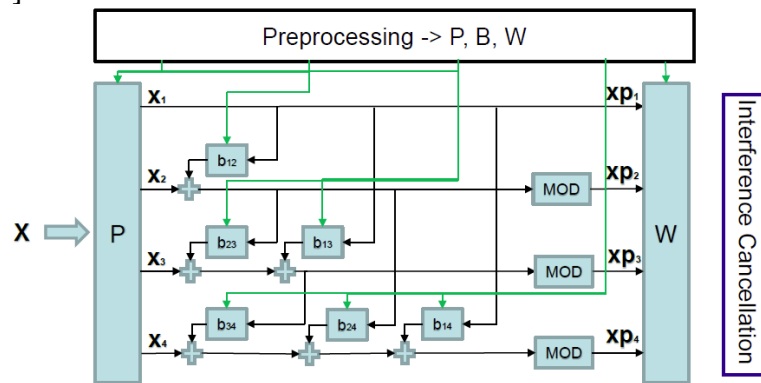 ]
Preprocessing -> P, B, W
x₁ xp₁
b₁₂
x₂ MOD xp₂
X P b₂₃ b₁₃ W
x₃ MOD xp₃
b₃₄ b₂₄ b₁₄
x₄ MOD xp₄
Interference Cancellation